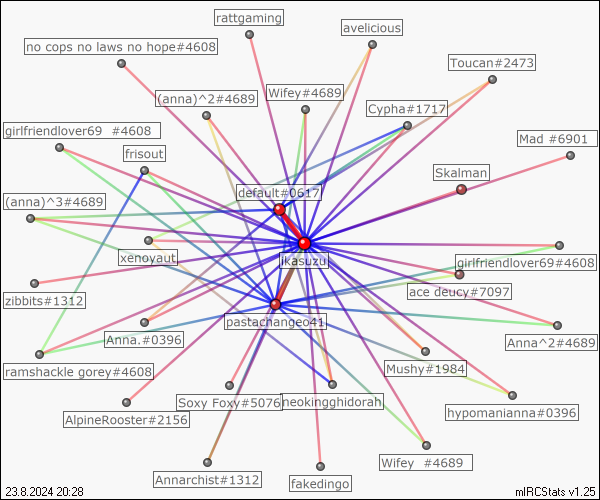 rattgaming
avelicious
no cops no laws no hope#4608
Toucan#2473
Wifey#4689
(anna)^2#4689
Cypha#1717
girlfriendlover69 #4608
Mad #6901
frisout
Skalman
default#0617
(anna)^3#4689
xenoyaut
ikasuzu
girlfriendlover69#4608
ace deucy#7097
zibbits#1312
pastachangeo41
Anna.#0396
Anna^2#4689
ramshackle gorey#4608
Mushy#1984
Soxy Foxy#5076
neokingghidorah
hypomanianna#0396
AlpineRooster#2156
Wifey #4689
Annarchist#1312
fakedingo
23.8.2024 20:28
mIRCStats v1.25